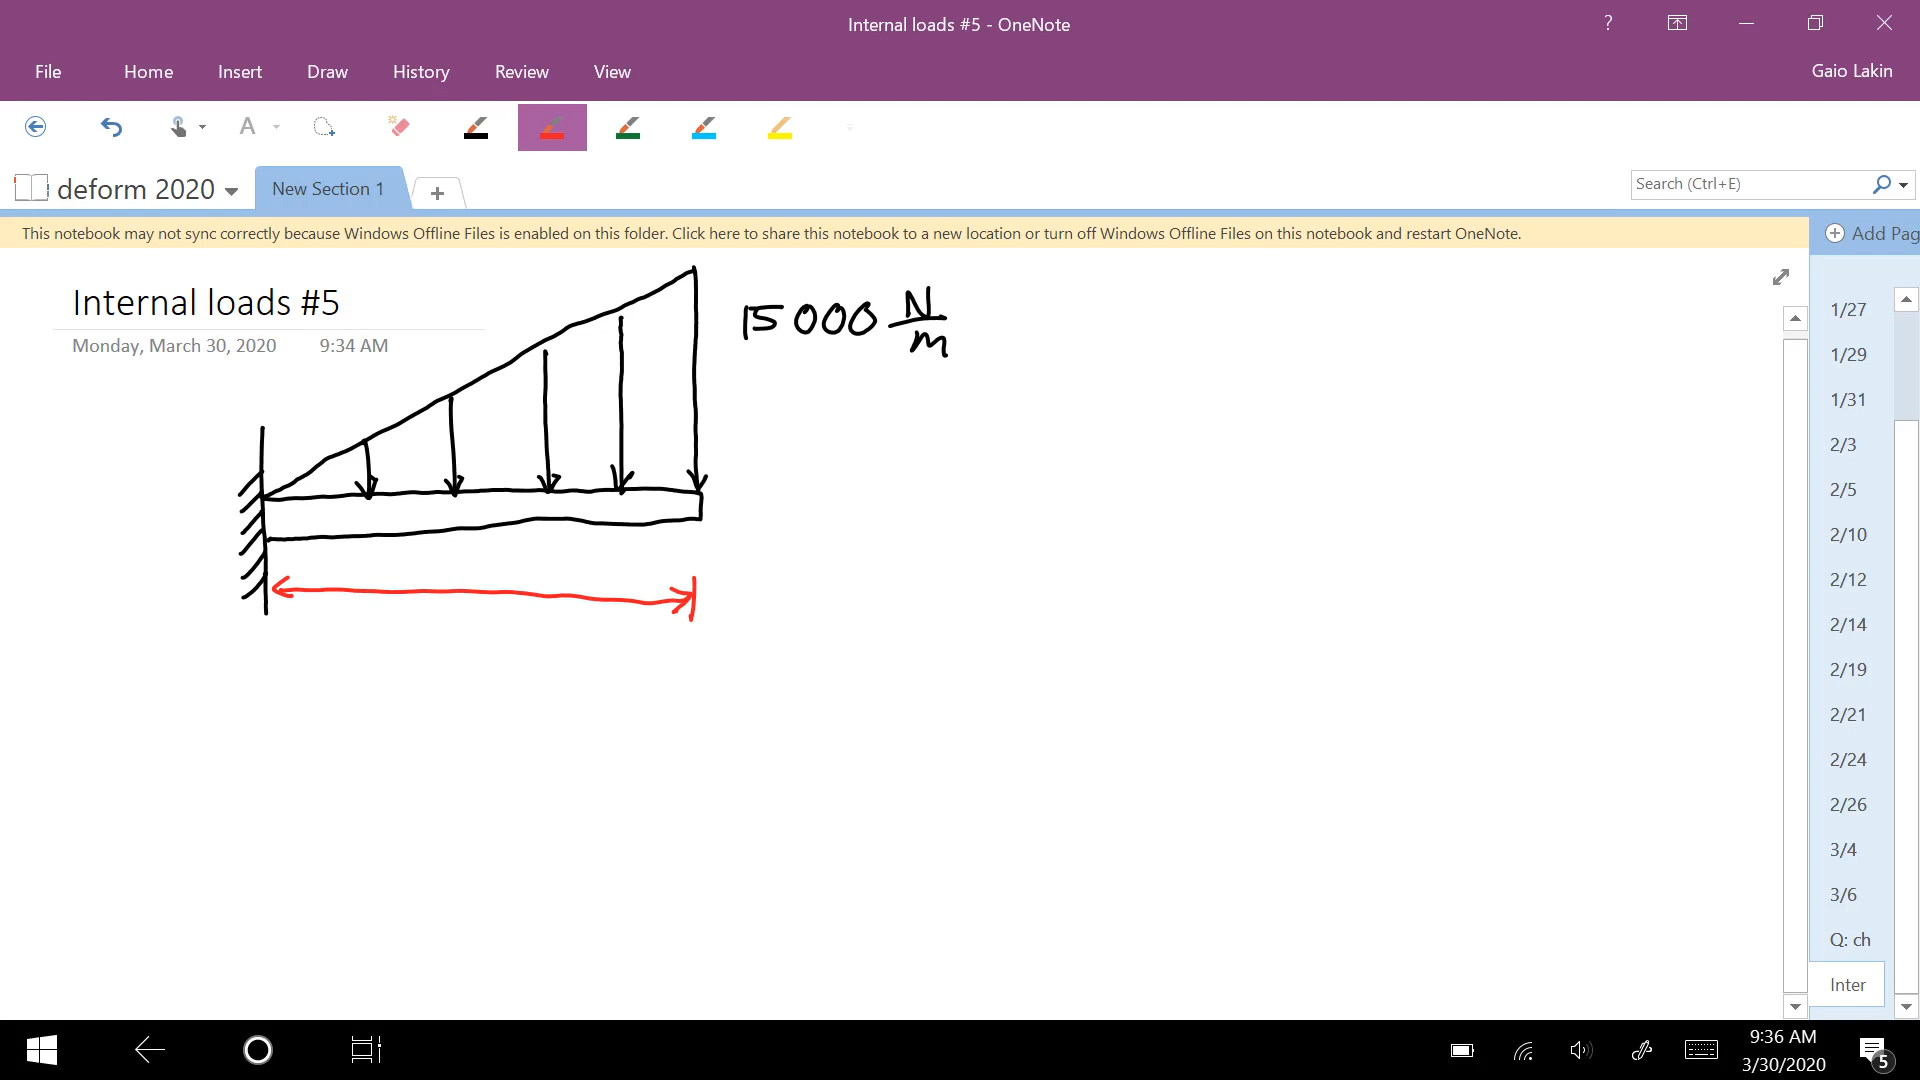 Internal loads #5 - OneNote
?
File Home Insert Draw History Review View
Gaio Lakin
A
deform 2020
New Section 1
+
Search (Ctrl+E)
This notebook may not sync correctly because Windows Offline Files is enabled on this folder. Click here to share this notebook to a new location or turn off Windows Offline Files on this notebook and restart OneNote.
Add Pag
Internal loads #5
Monday, March 30, 2020 9:34 AM
15000 N
m
1/27
1/29
1/31
2/3
2/5
2/10
2/12
2/14
2/19
2/21
2/24
2/26
3/4
3/6
Q: ch
Inter
9:36 AM
3/30/2020
5